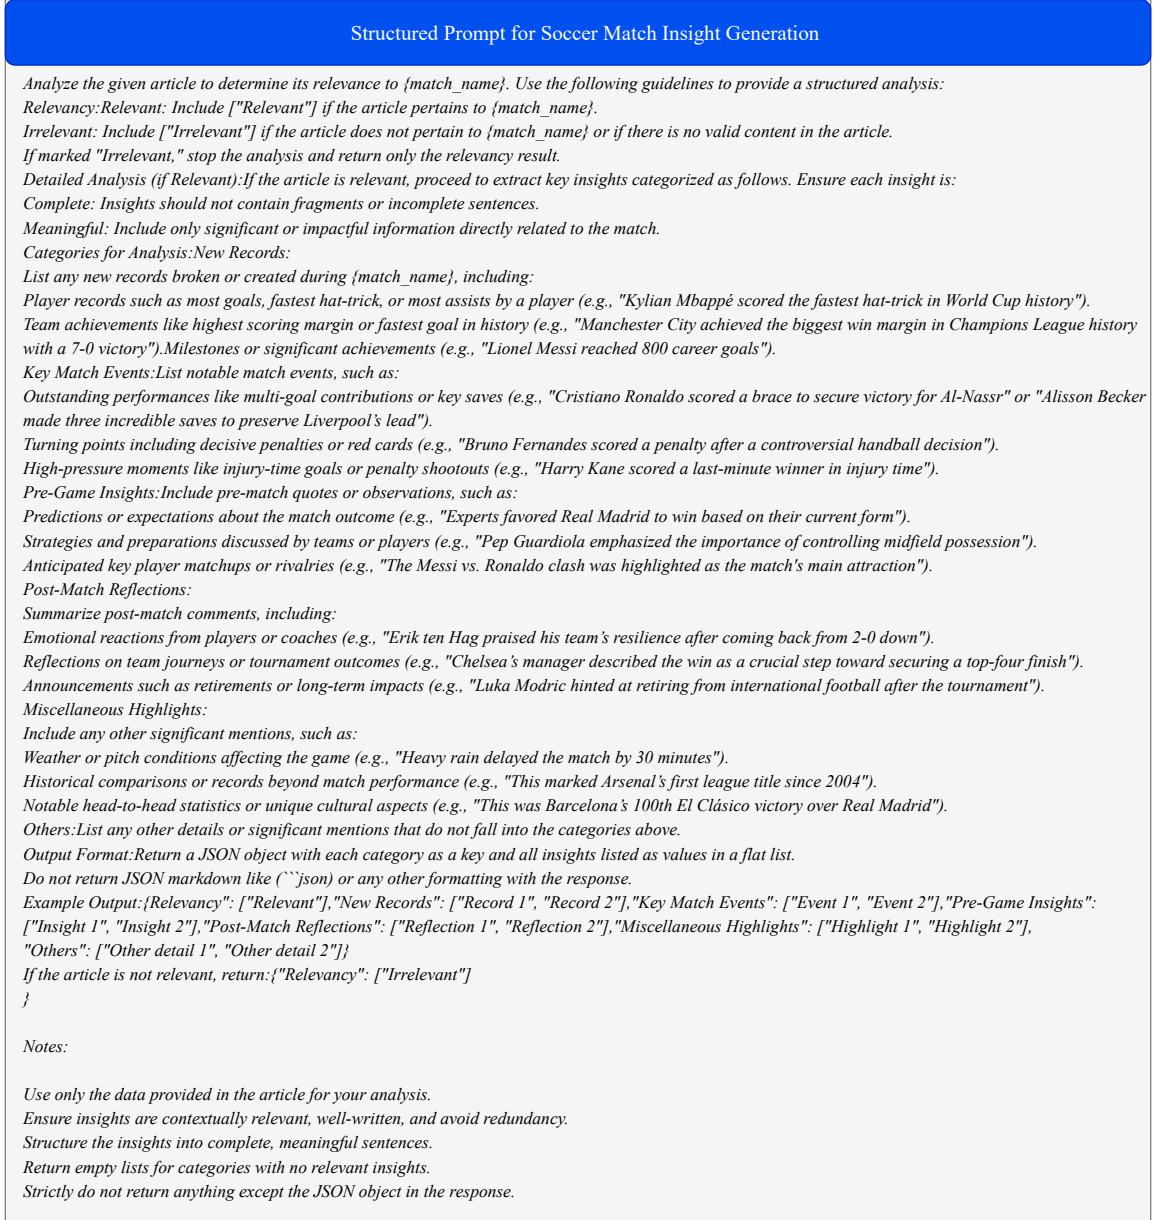 Structured Prompt for Soccer Match Insight Generation
Analyze the given article to determine its relevance to {match_name}. Use the following guidelines to provide a structured analysis:
Relevancy:Relevant: Include ["Relevant"] if the article pertains to {match_name}.
Irrelevant: Include ["Irrelevant"] if the article does not pertain to {match_name} or if there is no valid content in the article.
If marked "Irrelevant," stop the analysis and return only the relevancy result.
Detailed Analysis (if Relevant):If the article is relevant, proceed to extract key insights categorized as follows. Ensure each insight is:
Complete: Insights should not contain fragments or incomplete sentences.
Meaningful: Include only significant or impactful information directly related to the match.
Categories for Analysis:New Records:
List any new records broken or created during {match_name}, including:
Player records such as most goals, fastest hat-trick, or most assists by a player (e.g., "Kylian Mbappé scored the fastest hat-trick in World Cup history").
Team achievements like highest scoring margin or fastest goal in history (e.g., "Manchester City achieved the biggest win margin in Champions League history
with a 7-0 victory").Milestones or significant achievements (e.g., "Lionel Messi reached 800 career goals").
Key Match Events:List notable match events, such as:
Outstanding performances like multi-goal contributions or key saves (e.g., "Cristiano Ronaldo scored a brace to secure victory for Al-Nassr" or "Alisson Becker
made three incredible saves to preserve Liverpool’s lead").
Turning points including decisive penalties or red cards (e.g., "Bruno Fernandes scored a penalty after a controversial handball decision").
High-pressure moments like injury-time goals or penalty shootouts (e.g., "Harry Kane scored a last-minute winner in injury time").
Pre-Game Insights:Include pre-match quotes or observations, such as:
Predictions or expectations about the match outcome (e.g., "Experts favored Real Madrid to win based on their current form").
Strategies and preparations discussed by teams or players (e.g., "Pep Guardiola emphasized the importance of controlling midfield possession").
Anticipated key player matchups or rivalries (e.g., "The Messi vs. Ronaldo clash was highlighted as the match's main attraction").
Post-Match Reflections:
Summarize post-match comments, including:
Emotional reactions from players or coaches (e.g., "Erik ten Hag praised his team’s resilience after coming back from 2-0 down").
Reflections on team journeys or tournament outcomes (e.g., "Chelsea’s manager described the win as a crucial step toward securing a top-four finish").
Announcements such as retirements or long-term impacts (e.g., "Luka Modric hinted at retiring from international football after the tournament").
Miscellaneous Highlights:
Include any other significant mentions, such as:
Weather or pitch conditions affecting the game (e.g., "Heavy rain delayed the match by 30 minutes").
Historical comparisons or records beyond match performance (e.g., "This marked Arsenal’s first league title since 2004").
Notable head-to-head statistics or unique cultural aspects (e.g., "This was Barcelona’s 100th El Clásico victory over Real Madrid").
Others:List any other details or significant mentions that do not fall into the categories above.
Output Format:Return a JSON object with each category as a key and all insights listed as values in a flat list.
Do not return JSON markdown like (```json) or any other formatting with the response.
Example Output:{Relevancy": ["Relevant"],"New Records": ["Record 1", "Record 2"],"Key Match Events": ["Event 1", "Event 2"],"Pre-Game Insights":
["Insight 1", "Insight 2"],"Post-Match Reflections": ["Reflection 1", "Reflection 2"],"Miscellaneous Highlights": ["Highlight 1", "Highlight 2"],
"Others": ["Other detail 1", "Other detail 2"]}
If the article is not relevant, return:{"Relevancy": ["Irrelevant"]
}
Notes:
Use only the data provided in the article for your analysis.
Ensure insights are contextually relevant, well-written, and avoid redundancy.
Structure the insights into complete, meaningful sentences.
Return empty lists for categories with no relevant insights.
Strictly do not return anything except the JSON object in the response.